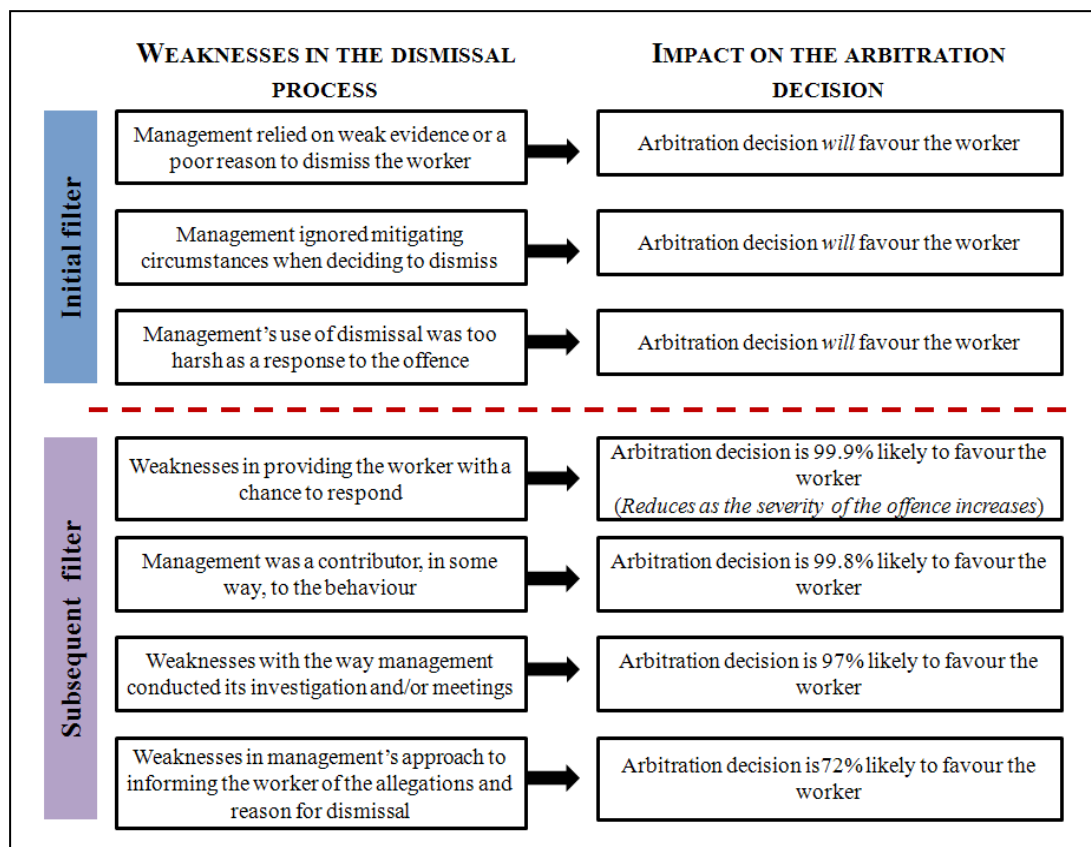 WEAKNESSES IN THE DISMISSAL
PROCESS
IMPACT ON THE ARBITRATION
DECISION
Initial filter
Management relied on weak evidence or a
poor reason to dismiss the worker
Arbitration decision will favour the worker
Management ignored mitigating
circumstances when deciding to dismiss
Arbitration decision will favour the worker
Management’s use of dismissal was too
harsh as a response to the offence
Arbitration decision will favour the worker
Subsequent filter
Weaknesses in providing the worker with a
chance to respond
Arbitration decision is 99.9% likely to favour the
worker
(Reduces as the severity of the offence increases)
Management was a contributor, in some
way, to the behaviour
Arbitration decision is 99.8% likely to favour the
worker
Weaknesses with the way management
conducted its investigation and/or meetings
Arbitration decision is 97% likely to favour the
worker
Weaknesses in management’s approach to
informing the worker of the allegations and
reason for dismissal
Arbitration decision is72% likely to favour the
worker